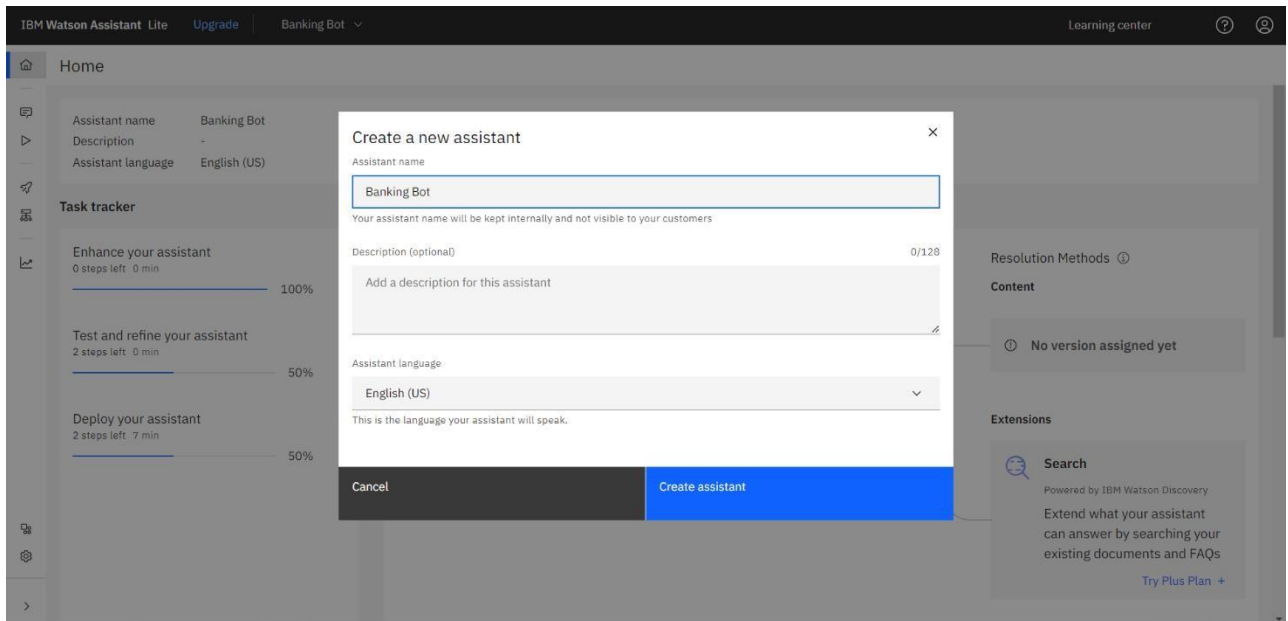 IBM Watson Assistant Lite Upgrade Banking Bot Learning center
Home
Assistant name Banking Bot
Description -
Assistant language English (US)
Task tracker
Enhance your assistant
0 steps left 0 min
100%
Test and refine your assistant
2 steps left 0 min
50%
Deploy your assistant
2 steps left 7 min
50%
Create a new assistant
Assistant name
Banking Bot
Your assistant name will be kept internally and not visible to your customers
Description (optional) 0/128
Add a description for this assistant
Assistant language
English (US)
This is the language your assistant will speak.
Cancel Create assistant
Resolution Methods
Content
No version assigned yet
Extensions
Search
Powered by IBM Watson Discovery
Extend what your assistant
can answer by searching your
existing documents and FAQs
Try Plus Plan +